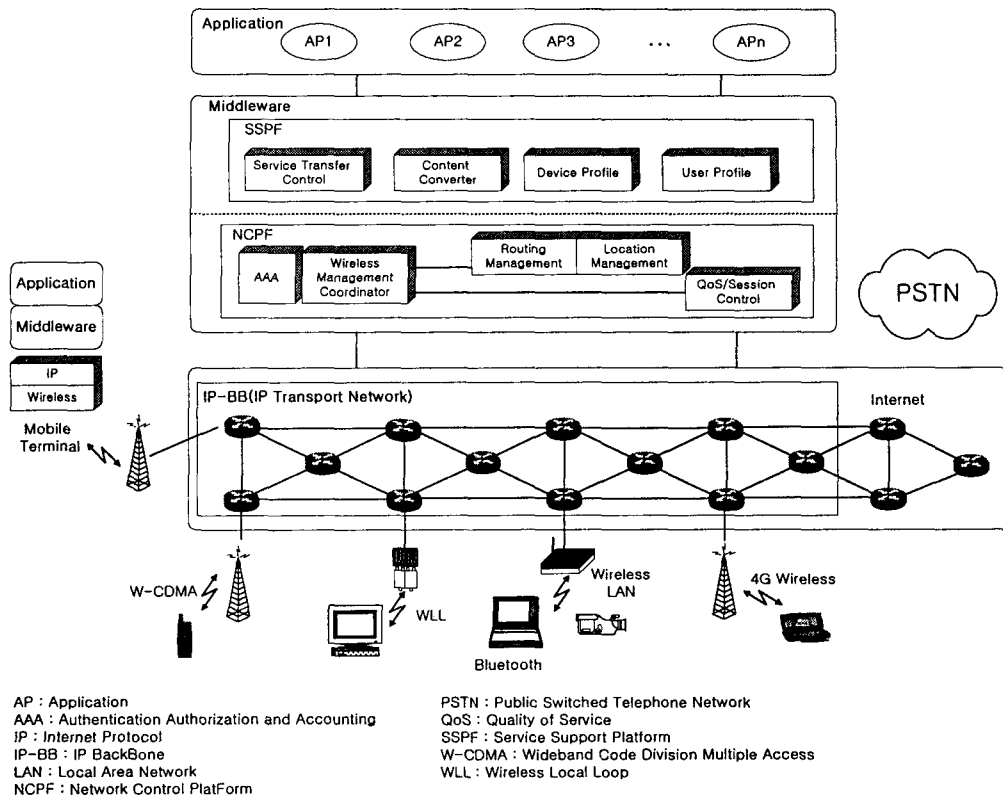 Application
AP1
AP2
AP3
...
APn
Middleware
SSPF
Service Transfer
Control
Content
Converter
Device Profile
User Profile
NCPF
AAA
Wireless
Management
Coordinator
Routing
Management
Location
Management
QoS/Session
Control
Application
Middleware
IP
Wireless
Mobile
Terminal
PSTN
IP-BB(IP Transport Network)
Internet
W-CDMA
WLL
Wireless
LAN
Bluetooth
4G Wireless
AP : Application
AAA : Authentication Authorization and Accounting
IP : Internet Protocol
IP-BB : IP BackBone
LAN : Local Area Network
NCPF : Network Control PlatForm
PSTN : Public Switched Telephone Network
QoS : Quality of Service
SSPF : Service Support Platform
W-CDMA : Wideband Code Division Multiple Access
WLL : Wireless Local Loop